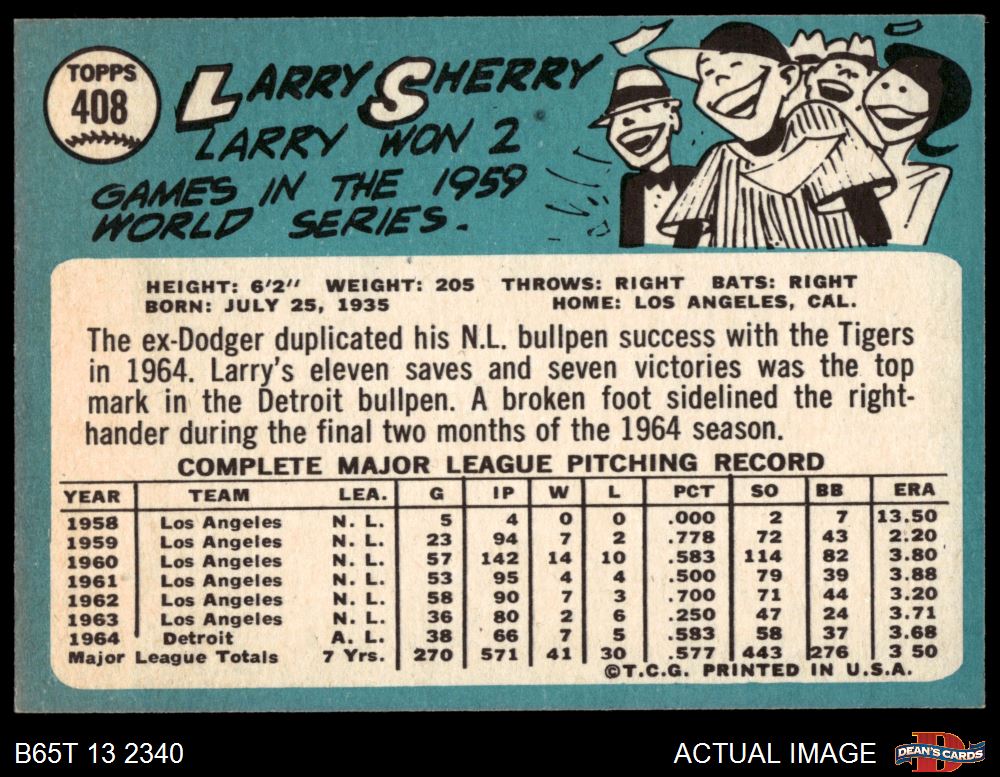 TOPPS
408
LARRY SHERRY
LARRY WON 2
GAMES IN THE 1959
WORLD SERIES.
HEIGHT: 6'2" WEIGHT: 205 THROWS: RIGHT BATS: RIGHT
BORN: JULY 25, 1935 HOME: LOS ANGELES, CAL.
The ex-Dodger duplicated his N.L. bullpen success with the Tigers
in 1964. Larry's eleven saves and seven victories was the top
mark in the Detroit bullpen. A broken foot sidelined the right-
hander during the final two months of the 1964 season.
COMPLETE MAJOR LEAGUE PITCHING RECORD
YEAR TEAM LEA. G IP W L PCT SO BB ERA
1958 Los Angeles N. L. 5 4 0 0 .000 2 7 13.50
1959 Los Angeles N. L. 23 94 7 2 .778 72 43 2.20
1960 Los Angeles N. L. 57 142 14 10 .583 114 82 3.80
1961 Los Angeles N. L. 53 95 4 4 .500 79 39 3.88
1962 Los Angeles N. L. 58 90 7 3 .700 71 44 3.20
1963 Los Angeles N. L. 36 80 2 6 .250 47 24 3.71
1964 Detroit A. L. 38 66 7 5 .583 58 37 3.68
Major League Totals 7 Yrs. 270 571 41 30 .577 443 276 3 50
©T.C.G. PRINTED IN U.S.A.
B65T 13 2340 ACTUAL IMAGE DEAN'S CARDS